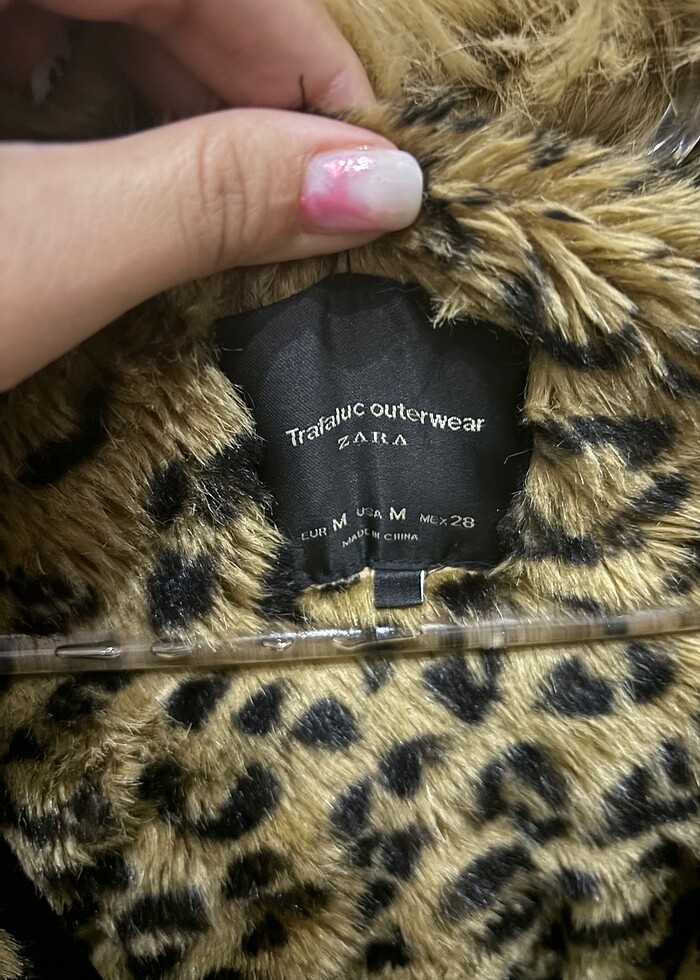 Trafaluc outerwear
ZARA
EUR M USA M MEX 28
MADE IN CHINA